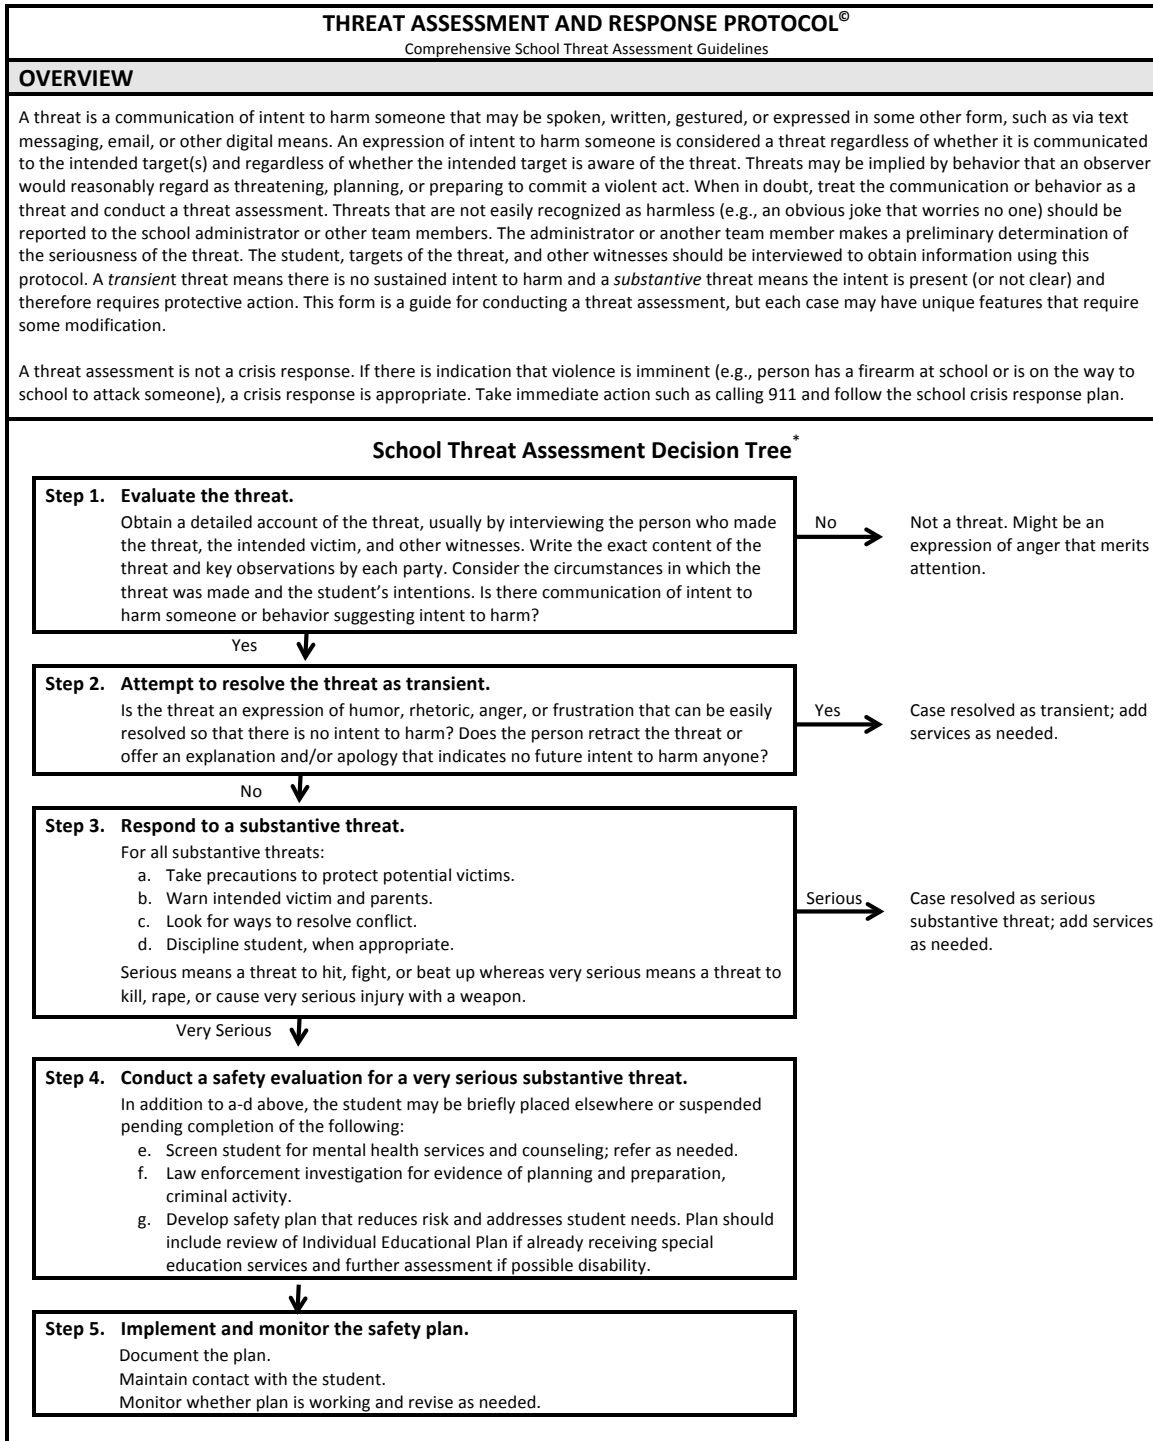 THREAT ASSESSMENT AND RESPONSE PROTOCOL©
Comprehensive School Threat Assessment Guidelines
OVERVIEW
A threat is a communication of intent to harm someone that may be spoken, written, gestured, or expressed in some other form, such as via text
messaging, email, or other digital means. An expression of intent to harm someone is considered a threat regardless of whether it is communicated
to the intended target(s) and regardless of whether the intended target is aware of the threat. Threats may be implied by behavior that an observer
would reasonably regard as threatening, planning, or preparing to commit a violent act. When in doubt, treat the communication or behavior as a
threat and conduct a threat assessment. Threats that are not easily recognized as harmless (e.g., an obvious joke that worries no one) should be
reported to the school administrator or other team members. The administrator or another team member makes a preliminary determination of
the seriousness of the threat. The student, targets of the threat, and other witnesses should be interviewed to obtain information using this
protocol. A transient threat means there is no sustained intent to harm and a substantive threat means the intent is present (or not clear) and
therefore requires protective action. This form is a guide for conducting a threat assessment, but each case may have unique features that require
some modification.
A threat assessment is not a crisis response. If there is indication that violence is imminent (e.g., person has a firearm at school or is on the way to
school to attack someone), a crisis response is appropriate. Take immediate action such as calling 911 and follow the school crisis response plan.
School Threat Assessment Decision Tree*
Step 1. Evaluate the threat.
Obtain a detailed account of the threat, usually by interviewing the person who made
the threat, the intended victim, and other witnesses. Write the exact content of the
threat and key observations by each party. Consider the circumstances in which the
threat was made and the student's intentions. Is there communication of intent to
harm someone or behavior suggesting intent to harm?
No
Not a threat. Might be an
expression of anger that merits
attention.
Yes
Step 2. Attempt to resolve the threat as transient.
Is the threat an expression of humor, rhetoric, anger, or frustration that can be easily
resolved so that there is no intent to harm? Does the person retract the threat or
offer an explanation and/or apology that indicates no future intent to harm anyone?
Yes
Case resolved as transient; add
services as needed.
No
Step 3. Respond to a substantive threat.
For all substantive threats:
a. Take precautions to protect potential victims.
b. Warn intended victim and parents.
c. Look for ways to resolve conflict.
d. Discipline student, when appropriate.
Serious means a threat to hit, fight, or beat up whereas very serious means a threat to
kill, rape, or cause very serious injury with a weapon.
Serious
Case resolved as serious
substantive threat; add services
as needed.
Very Serious
Step 4. Conduct a safety evaluation for a very serious substantive threat.
In addition to a-d above, the student may be briefly placed elsewhere or suspended
pending completion of the following:
e. Screen student for mental health services and counseling; refer as needed.
f. Law enforcement investigation for evidence of planning and preparation,
criminal activity.
g. Develop safety plan that reduces risk and addresses student needs. Plan should
include review of Individual Educational Plan if already receiving special
education services and further assessment if possible disability.
Step 5. Implement and monitor the safety plan.
Document the plan.
Maintain contact with the student.
Monitor whether plan is working and revise as needed.